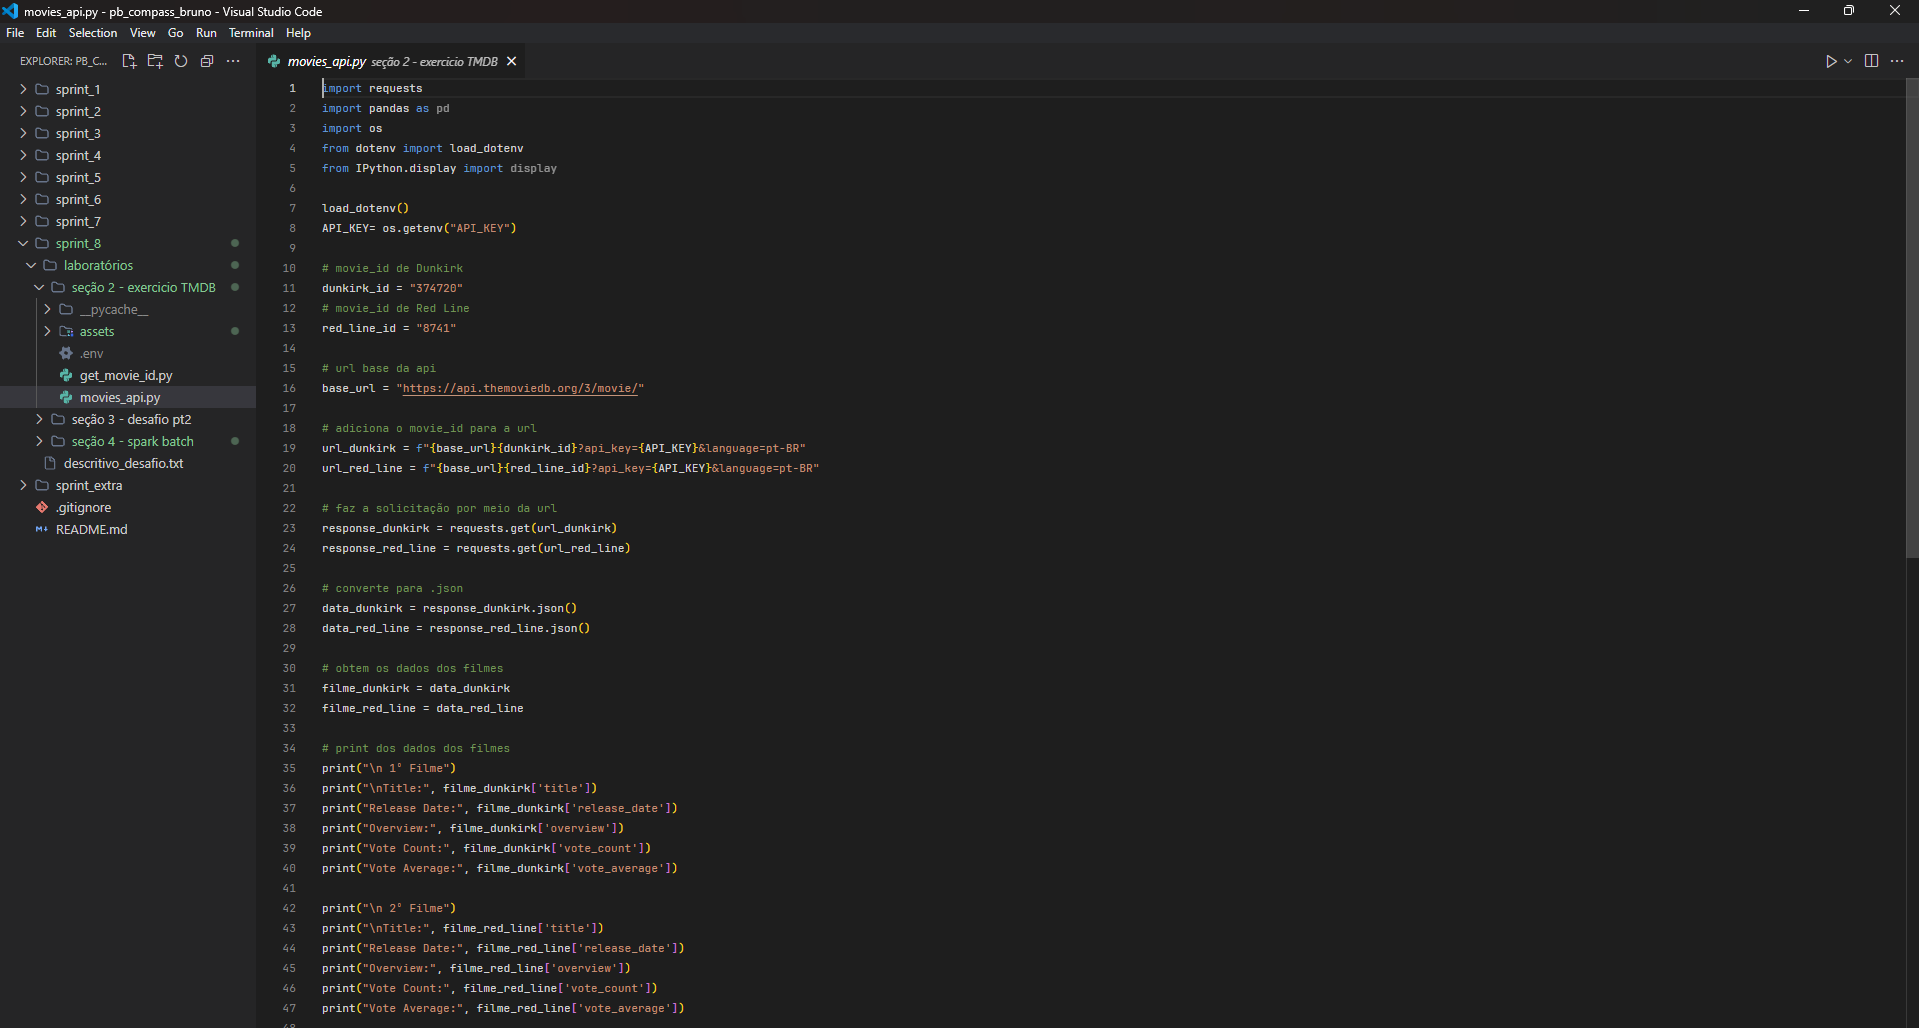 movies_api.py - pb_compass_bruno - Visual Studio Code
File Edit Selection View Go Run Terminal Help
EXPLORER: PB_C...
sprint_1
sprint_2
sprint_3
sprint_4
sprint_5
sprint_6
sprint_7
sprint_8
laboratórios
seção 2 - exercicio TMDB
__pycache__
assets
.env
get_movie_id.py
movies_api.py
seção 3 - desafio pt2
seção 4 - spark batch
descritivo_desafio.txt
sprint_extra
.gitignore
M+ README.md
movies_api.py seção 2 - exercicio TMDB
1 import requests
2 import pandas as pd
3 import os
4 from dotenv import load_dotenv
5 from IPython.display import display
6
7 load_dotenv()
8 API_KEY= os.getenv("API_KEY")
9
10 # movie_id de Dunkirk
11 dunkirk_id = "374720"
12 # movie_id de Red Line
13 red_line_id = "8741"
14
15 # url base da api
16 base_url = "https://api.themoviedb.org/3/movie/"
17
18 # adiciona o movie_id para a url
19 url_dunkirk = f"{base_url}{dunkirk_id}?api_key={API_KEY}&language=pt-BR"
20 url_red_line = f"{base_url}{red_line_id}?api_key={API_KEY}&language=pt-BR"
21
22 # faz a solicitação por meio da url
23 response_dunkirk = requests.get(url_dunkirk)
24 response_red_line = requests.get(url_red_line)
25
26 # converte para .json
27 data_dunkirk = response_dunkirk.json()
28 data_red_line = response_red_line.json()
29
30 # obtem os dados dos filmes
31 filme_dunkirk = data_dunkirk
32 filme_red_line = data_red_line
33
34 # print dos dados dos filmes
35 print("\n 1° Filme")
36 print("\nTitle:", filme_dunkirk['title'])
37 print("Release Date:", filme_dunkirk['release_date'])
38 print("Overview:", filme_dunkirk['overview'])
39 print("Vote Count:", filme_dunkirk['vote_count'])
40 print("Vote Average:", filme_dunkirk['vote_average'])
41
42 print("\n 2° Filme")
43 print("\nTitle:", filme_red_line['title'])
44 print("Release Date:", filme_red_line['release_date'])
45 print("Overview:", filme_red_line['overview'])
46 print("Vote Count:", filme_red_line['vote_count'])
47 print("Vote Average:", filme_red_line['vote_average'])
48